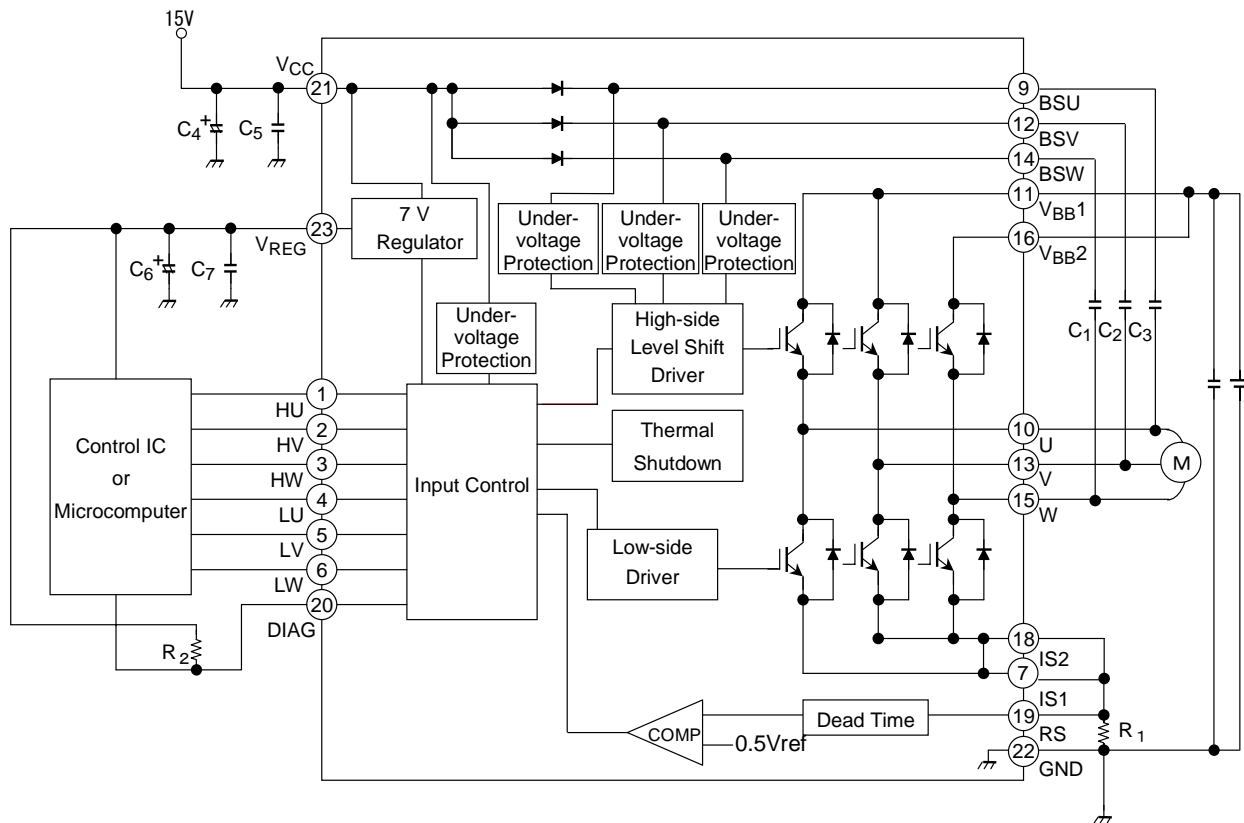 15V
VCC
21
C4
+
C5
9
BSU
12
BSV
14
BSW
11
VBB1
16
VBB2
23
VREG
7 V
Regulator
C6
+
C7
Under-
voltage
Protection
Under-
voltage
Protection
Under-
voltage
Protection
Under-
voltage
Protection
High-side
Level Shift
Driver
C1
C2
C3
Control IC
or
Microcomputer
1
HU
2
HV
3
HW
4
LU
5
LV
6
LW
20
DIAG
R2
Input Control
Thermal
Shutdown
Low-side
Driver
10
U
13
V
15
W
M
18
IS2
7
IS1
19
RS
22
GND
R1
Dead Time
COMP
0.5Vref